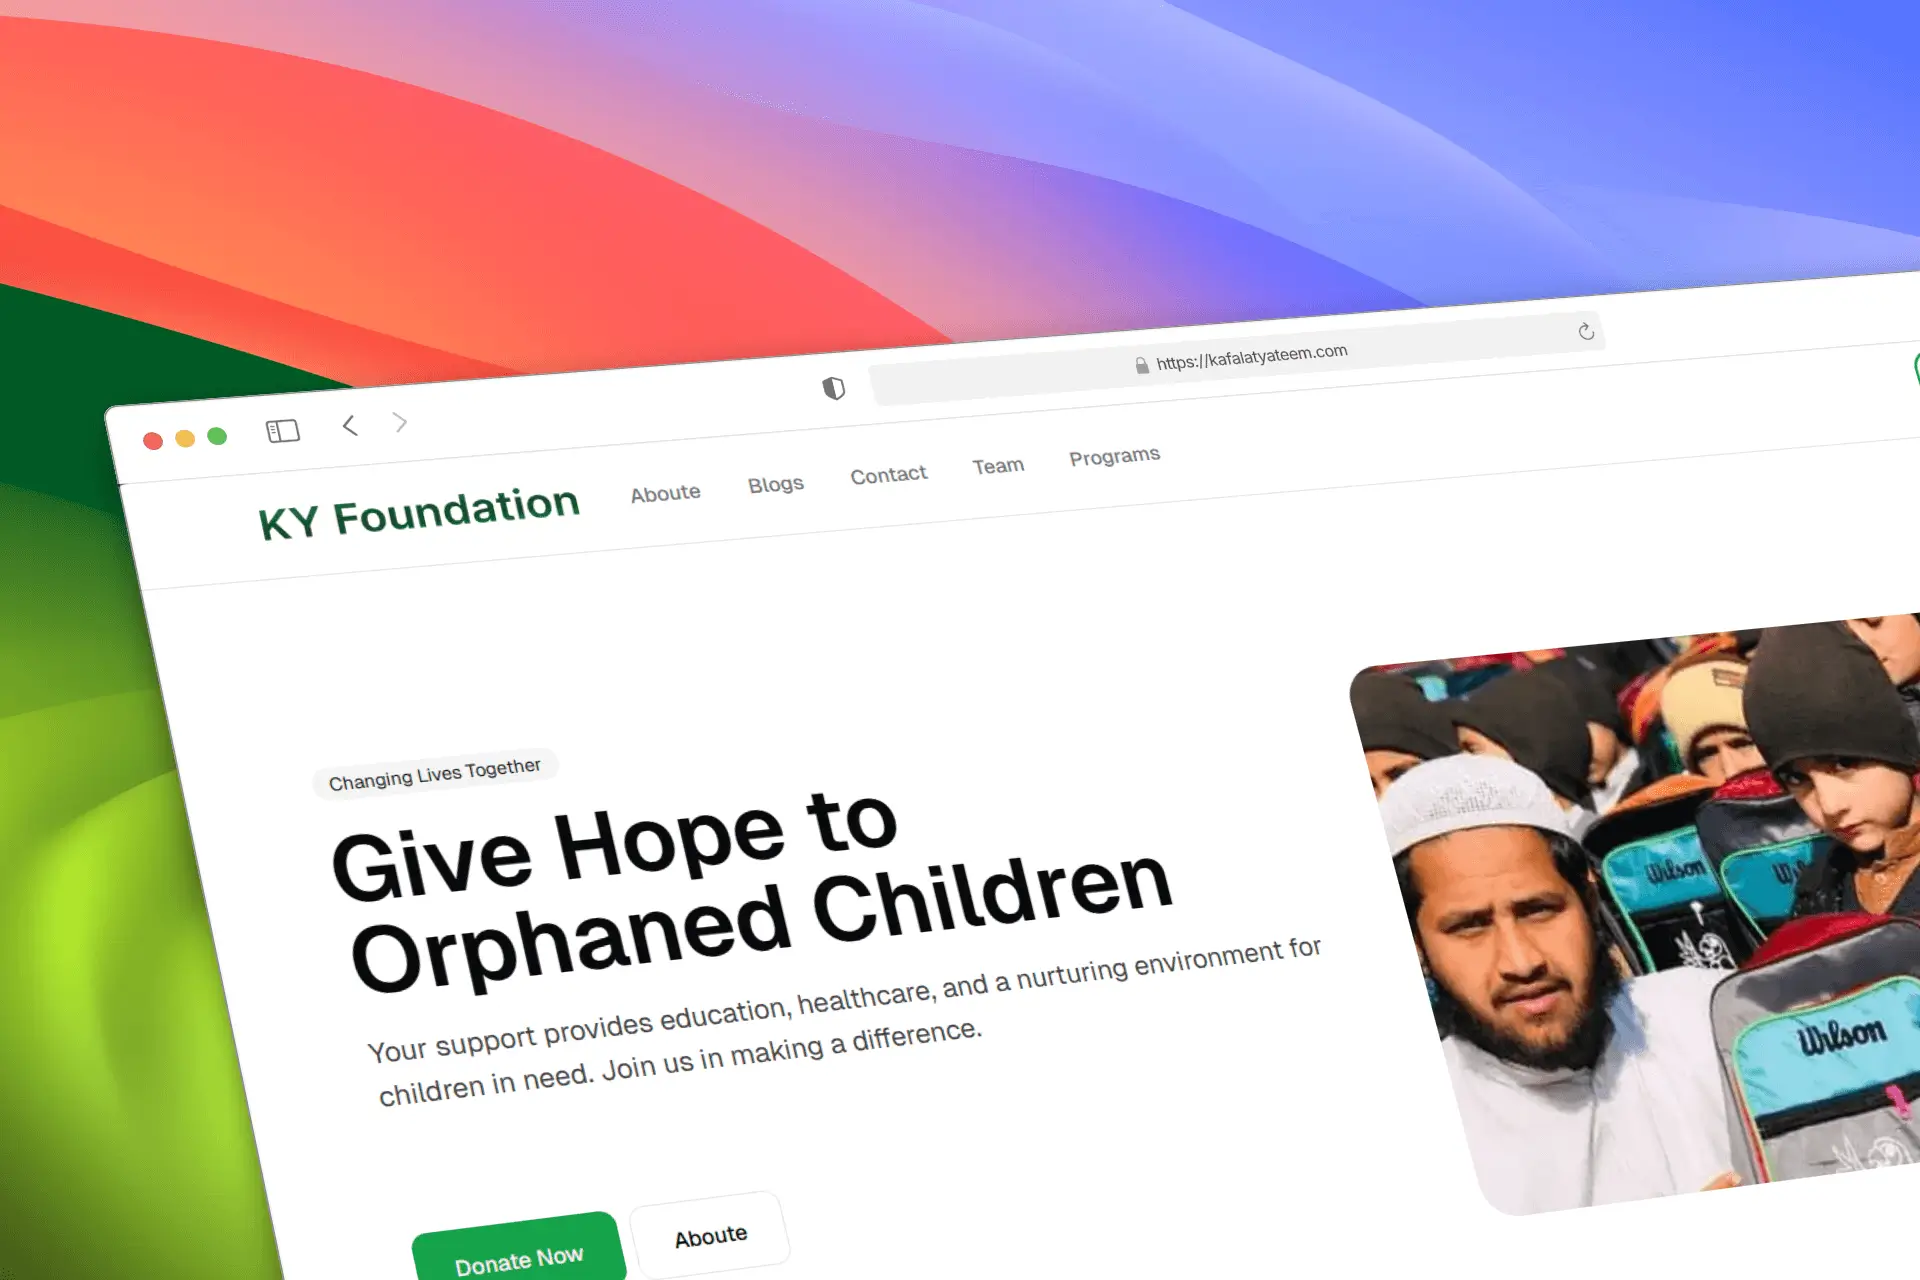 https://kafalatyateem.com
KY Foundation
Aboute
Blogs
Contact
Team
Programs
Changing Lives Together
Give Hope to
Orphaned Children
Your support provides education, healthcare, and a nurturing environment for
children in need. Join us in making a difference.
Donate Now
Aboute
Wilson
Wilson